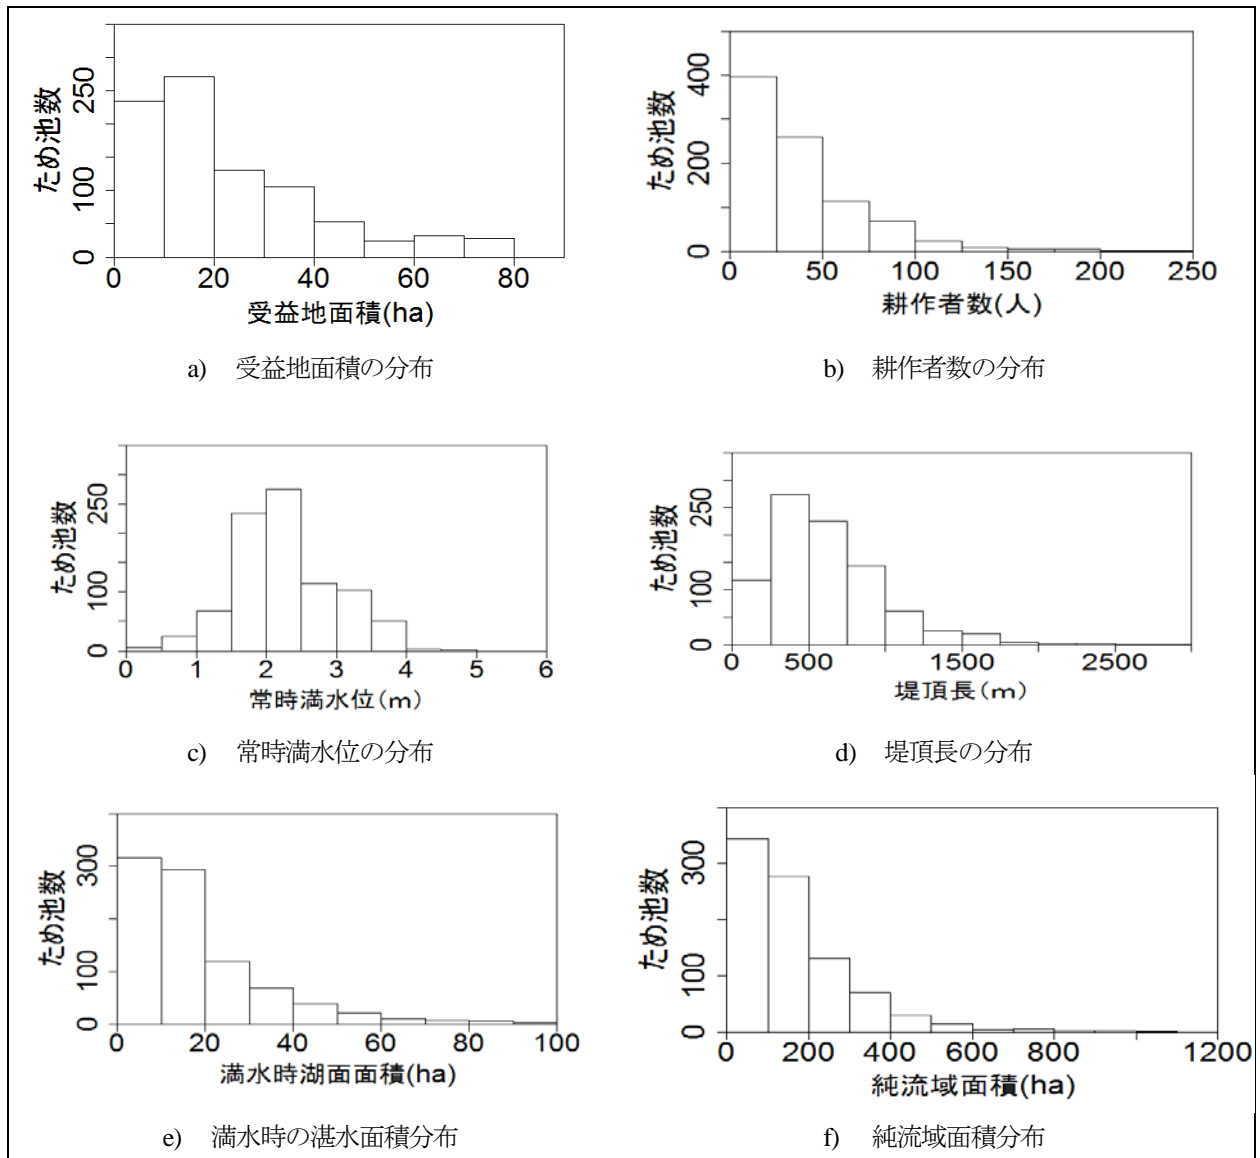 ため池数
250
100
0
0 20 40 60 80
受益地面積(ha)
a) 受益地面積の分布
ため池数
400
200
0
0 50 100 150 200 250
耕作者数(人)
b) 耕作者数の分布
ため池数
250
100
0
0 1 2 3 4 5 6
常時満水位(m)
c) 常時満水位の分布
ため池数
250
100
0
0 500 1500 2500
堤頂長(m)
d) 堤頂長の分布
ため池数
300
100
0
0 20 40 60 80 100
満水時湖面面積(ha)
e) 満水時の湛水面積分布
ため池数
300
100
0
0 200 400 600 800 1200
純流域面積(ha)
f) 純流域面積分布